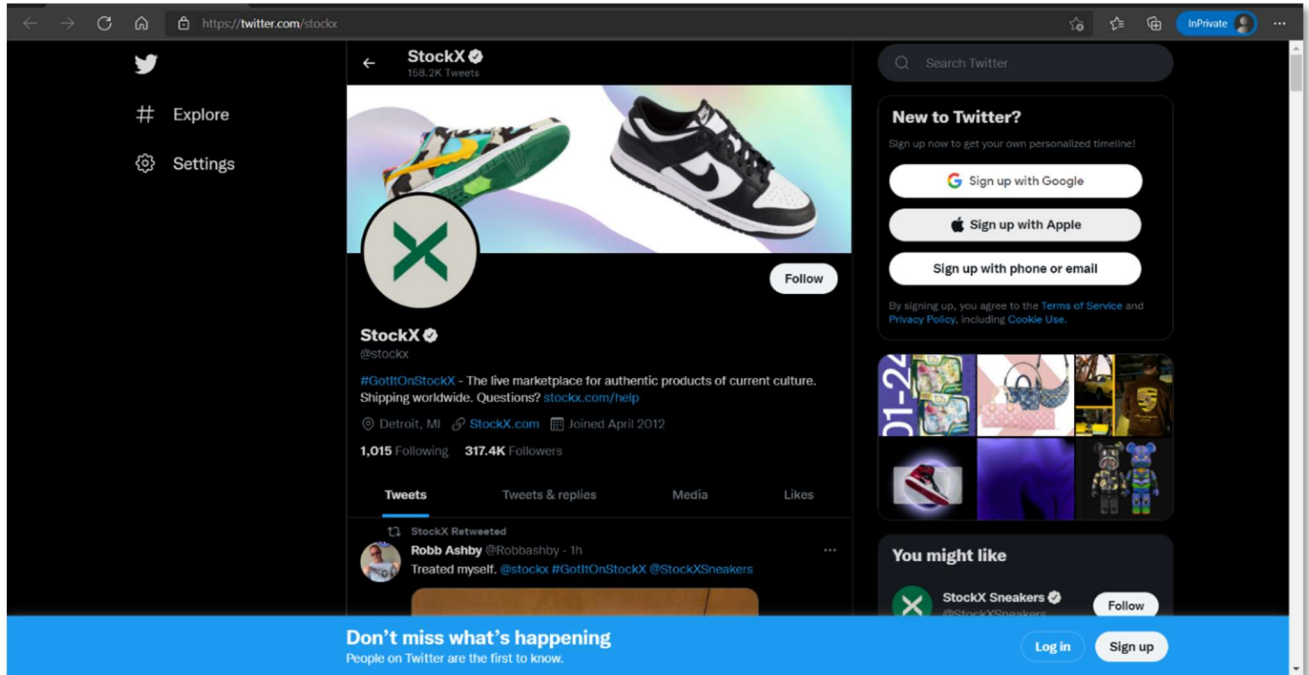 https://twitter.com/stockx
InPrivate
Explore
Settings
StockX
158.2K Tweets
Follow
StockX
@stockx
#GotItOnStockX - The live marketplace for authentic products of current culture.
Shipping worldwide. Questions? stockx.com/help
Detroit, MI StockX.com Joined April 2012
1,015 Following 317.4K Followers
Tweets Tweets & replies Media Likes
StockX Retweeted
Robb Ashby @Robbashby · 1h
Treated myself. @stockx #GotItOnStockX @StockXSneakers
Search Twitter
New to Twitter?
Sign up now to get your own personalized timeline!
Sign up with Google
Sign up with Apple
Sign up with phone or email
By signing up, you agree to the Terms of Service and
Privacy Policy, including Cookie Use.
01-24
You might like
StockX Sneakers
@StockXSneakers
Follow
Don't miss what's happening
People on Twitter are the first to know.
Log in
Sign up